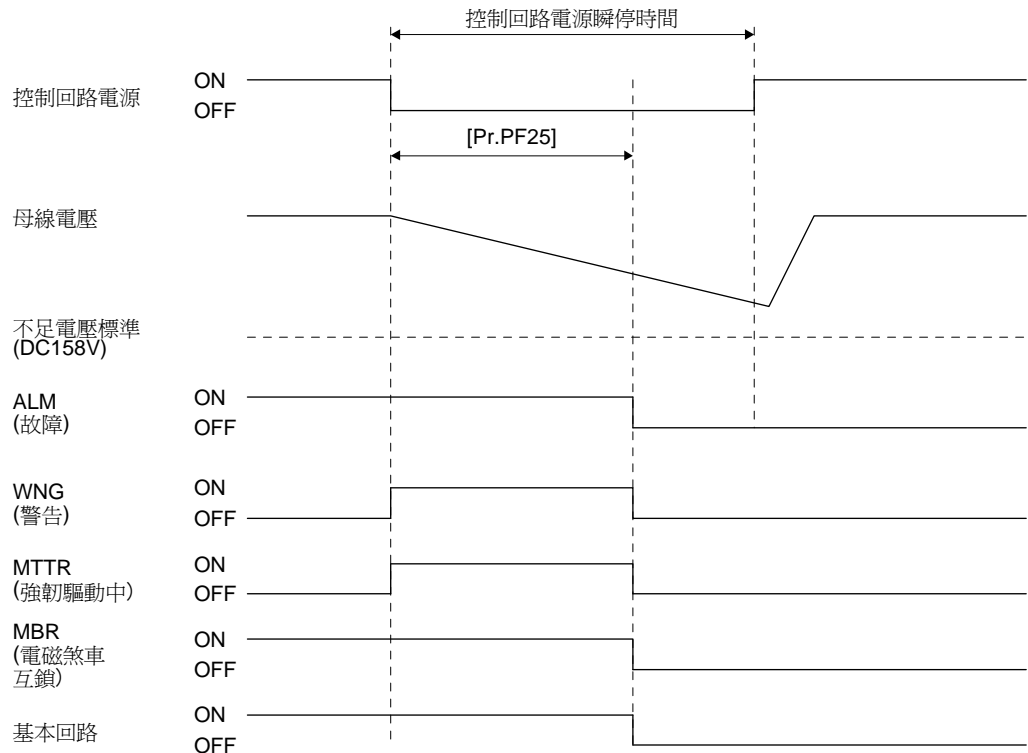 控制回路電源瞬停時間
控制回路電源
ON
OFF
[Pr.PF25]
母線電壓
不足電壓標準
(DC158V)
ALM
(故障)
ON
OFF
WNG
(警告)
ON
OFF
MTTR
(強韌驅動中)
ON
OFF
MBR
(電磁煞車
互鎖)
ON
OFF
基本回路
ON
OFF